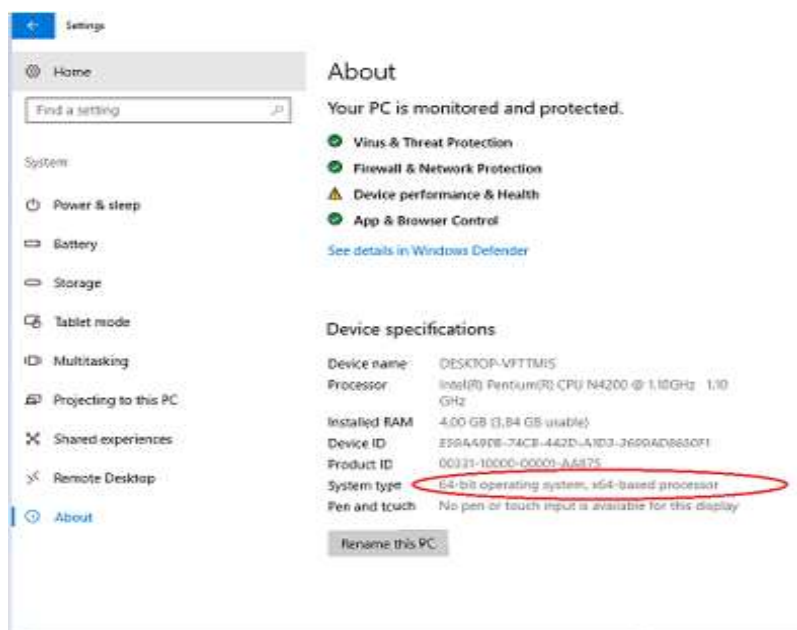 Settings
Home
Find a setting
System
Power & sleep
Battery
Storage
Tablet mode
Multitasking
Projecting to this PC
Shared experiences
Remote Desktop
About
About
Your PC is monitored and protected.
Virus & Threat Protection
Firewall & Network Protection
Device performance & Health
App & Browser Control
See details in Windows Defender
Device specifications
Device name
Processor Intel(R) Pentium(R) CPU N4200 @ 1.10GHz 1.10
GHz
Installed RAM 4.00 GB (3.84 GB usable)
Device ID
Product ID
System type 64-bit operating system, x64-based processor
Pen and touch No pen or touch input is available for this display
Rename this PC